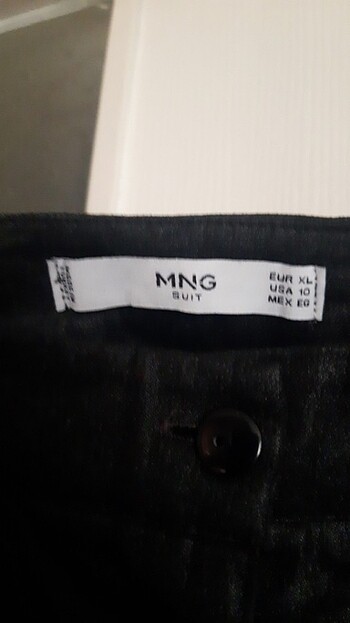 MNG
SUIT
EUR XL
USA 10
MEX EG